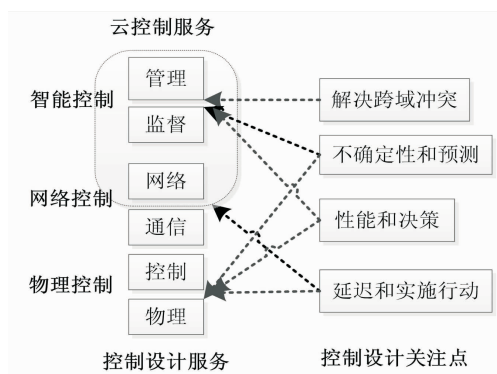 云控制服务
管理
智能控制
监督
网络
网络控制
通信
控制
物理控制
物理
控制设计服务
解决跨域冲突
不确定性和预测
性能和决策
延迟和实施行动
控制设计关注点